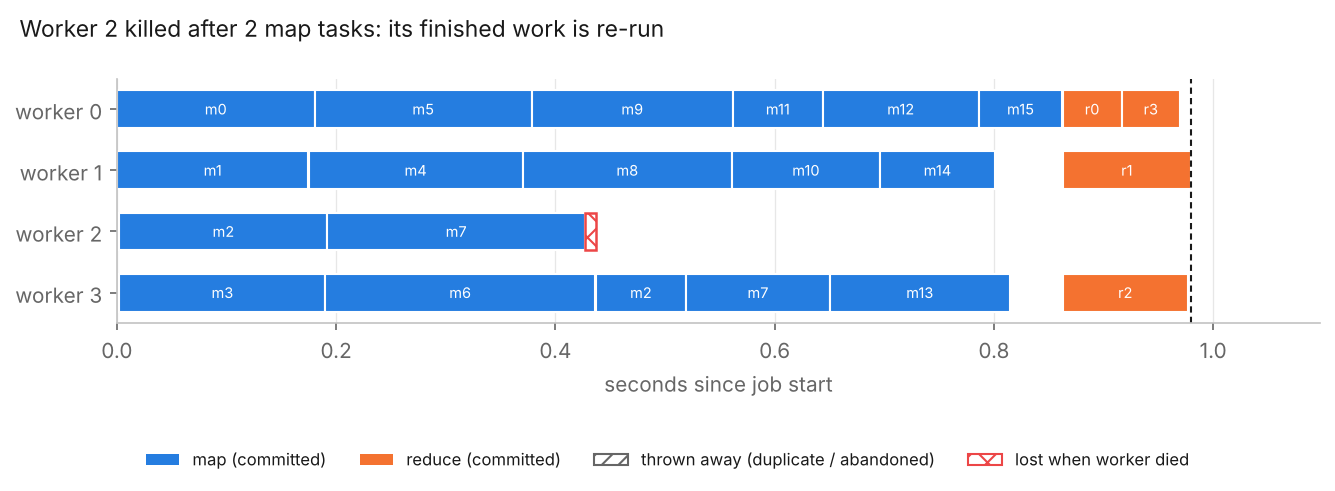 Worker 2 killed after 2 map tasks: its finished work is re-run
worker 0 m0 m5 m9 m11 m12 m15 r0 r3
worker 1 m1 m4 m8 m10 m14 r1
worker 2 m2 m7
worker 3 m3 m6 m2 m7 m13 r2
0.0 0.2 0.4 0.6 0.8 1.0
seconds since job start
map (committed) reduce (committed) thrown away (duplicate / abandoned) lost when worker died